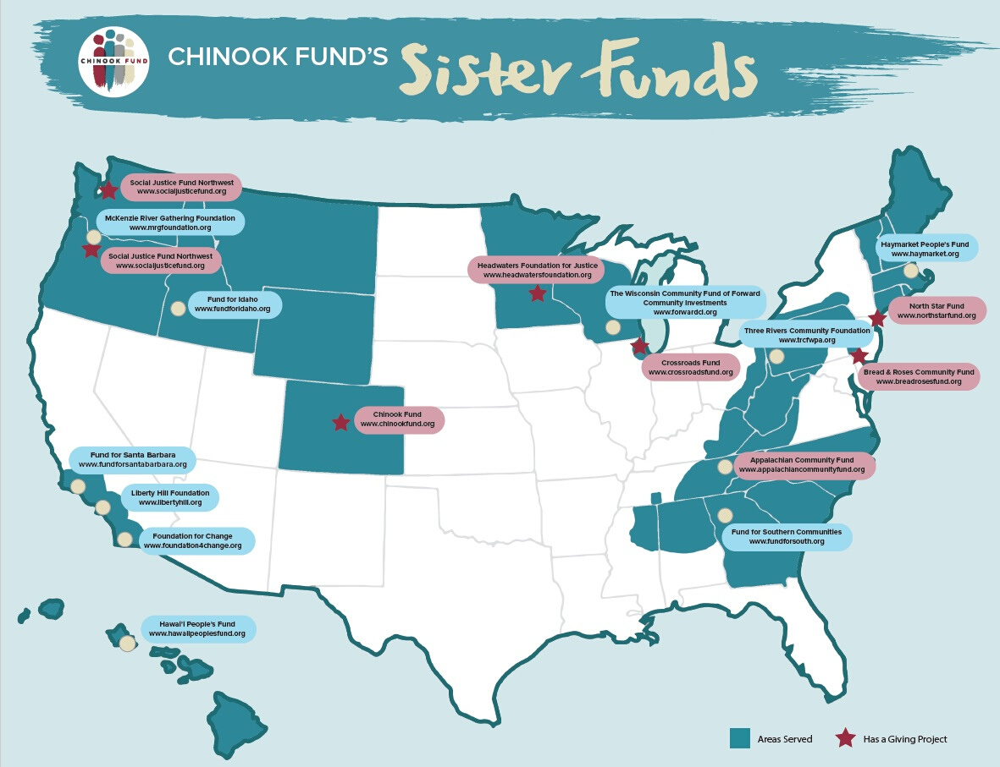 CHINOOK FUND
CHINOOK FUND'S Sister Funds
Social Justice Fund Northwest
www.socialjusticefund.org
McKenzie River Gathering Foundation
www.mrgfoundation.org
Social Justice Fund Northwest
www.socialjusticefund.org
Fund for Idaho
www.fundforidaho.org
Headwaters Foundation for Justice
www.headwatersfoundation.org
The Wisconsin Community Fund of Forward
Community Investments
www.forwardci.org
Haymarket People's Fund
www.haymarket.org
North Star Fund
www.northstarfund.org
Three Rivers Community Foundation
www.trcfwpa.org
Crossroads Fund
www.crossroadsfund.org
Bread & Roses Community Fund
www.breadrosesfund.org
Chinook Fund
www.chinookfund.org
Fund for Santa Barbara
www.fundforsantabarbara.org
Appalachian Community Fund
www.appalachiancommunityfund.org
Liberty Hill Foundation
www.libertyhill.org
Foundation for Change
www.foundation4change.org
Fund for Southern Communities
www.fundforsouth.org
Hawai'i People's Fund
www.hawaiipeoplesfund.org
Areas Served
Has a Giving Project